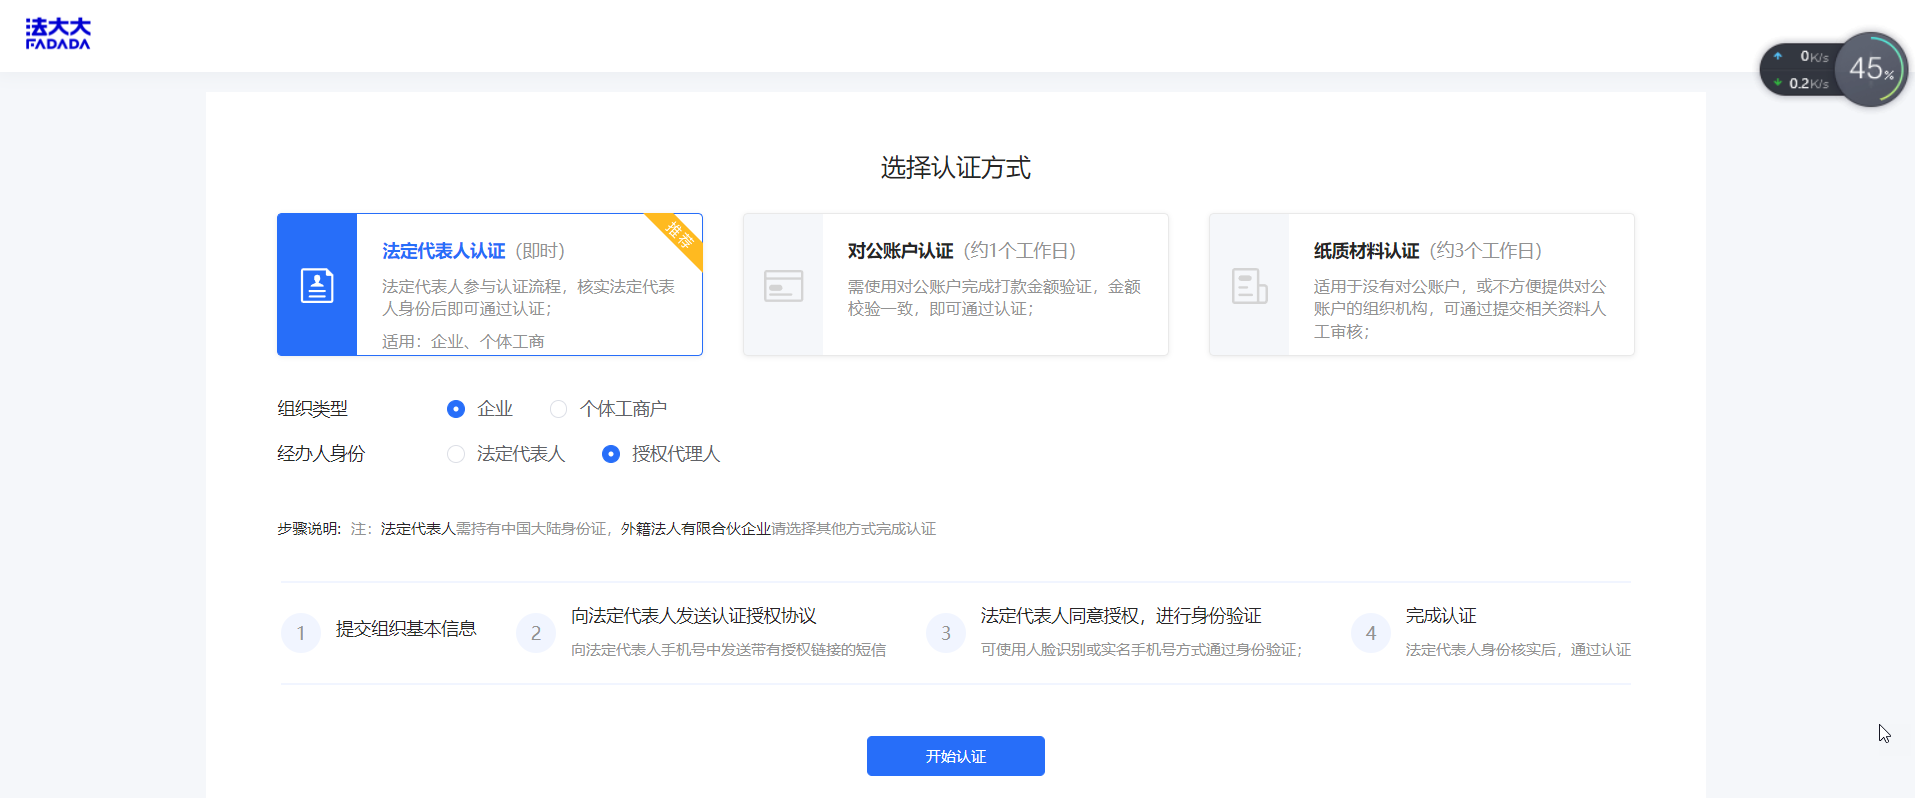 法大大
FADADA
0K/s
0.2K/s
45%
选择认证方式
推荐
法定代表人认证（即时）
法定代表人参与认证流程，核实法定代表
人身份后即可通过认证；
适用：企业、个体工商
对公账户认证（约1个工作日）
需使用对公账户完成打款金额验证，金额
校验一致，即可通过认证；
纸质材料认证（约3个工作日）
适用于没有对公账户，或不方便提供对公
账户的组织机构，可通过提交相关资料人
工审核；
组织类型 企业 个体工商户
经办人身份 法定代表人 授权代理人
步骤说明: 注：法定代表人需持有中国大陆身份证，外籍法人有限合伙企业请选择其他方式完成认证
1 提交组织基本信息
2 向法定代表人发送认证授权协议
向法定代表人手机号中发送带有授权链接的短信
3 法定代表人同意授权，进行身份验证
可使用人脸识别或实名手机号方式通过身份验证；
4 完成认证
法定代表人身份核实后，通过认证
开始认证